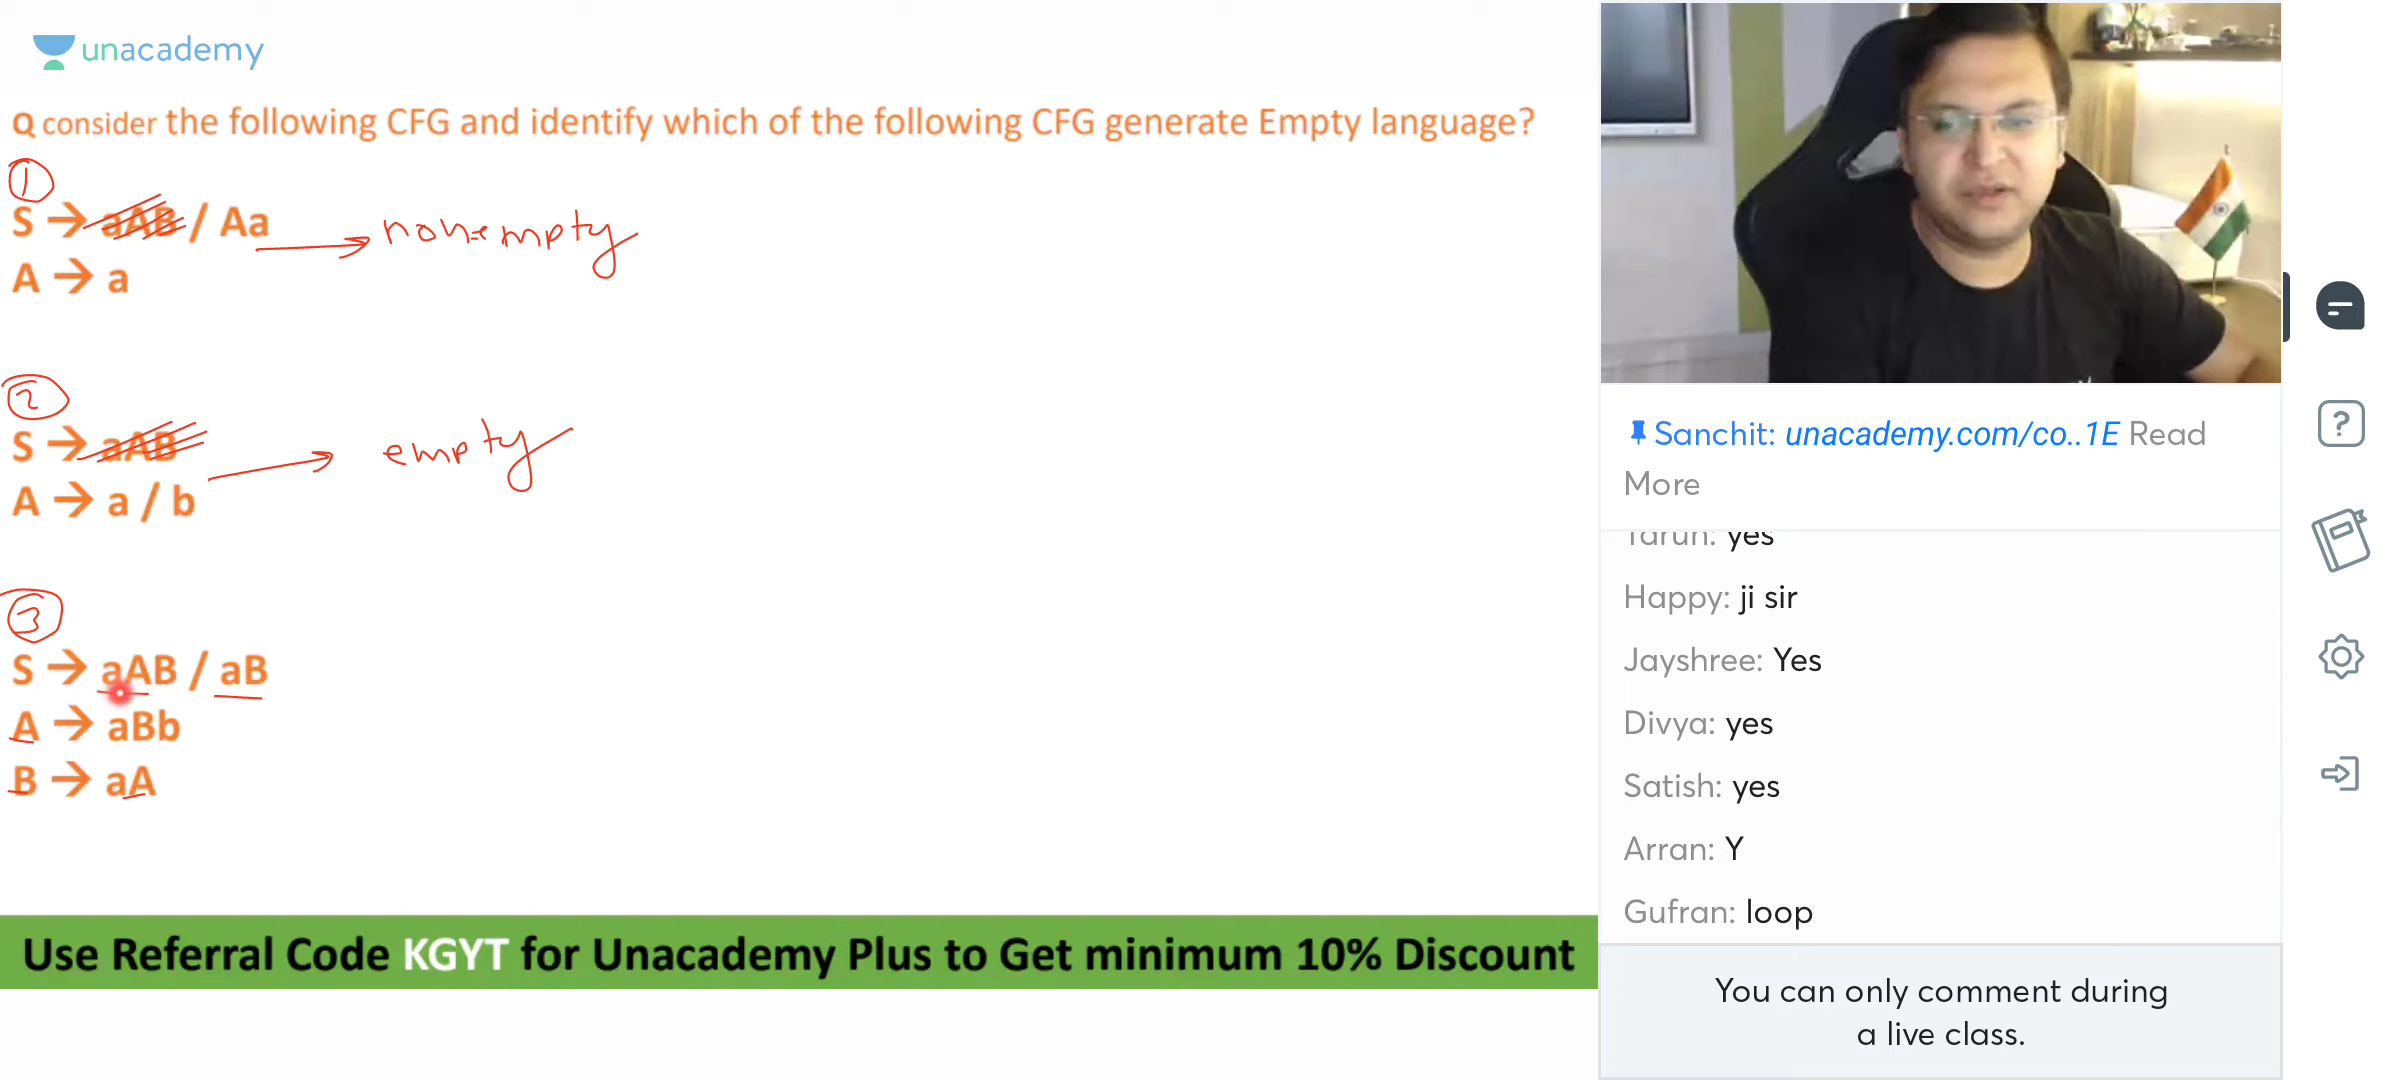 unacademy
Q consider the following CFG and identify which of the following CFG generate Empty language?
1
S → aAB / Aa → non-empty
A → a
2
S → aAB → empty
A → a / b
3
S → aAB / aB
A → aBb
B → aA
Use Referral Code KGYT for Unacademy Plus to Get minimum 10% Discount
Sanchit: unacademy.com/co..1E Read
More
Tarun: yes
Happy: ji sir
Jayshree: Yes
Divya: yes
Satish: yes
Arran: Y
Gufran: loop
You can only comment during
a live class.
?